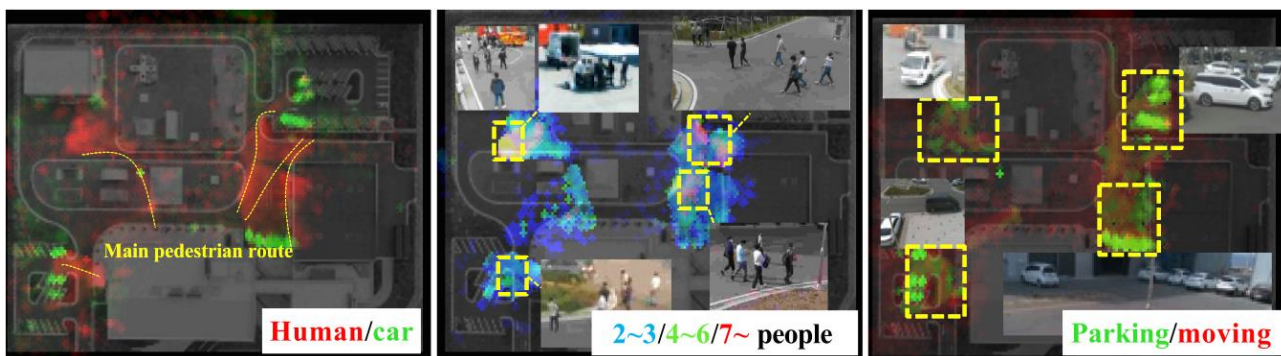 Main pedestrian route
Human/car
2~3/4~6/7~ people
Parking/moving